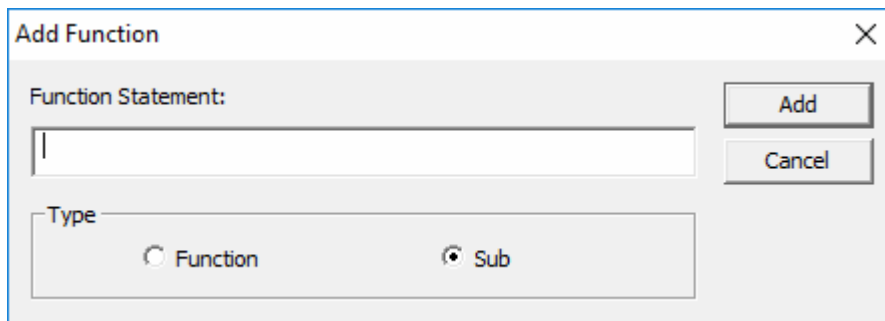 Add Function
Function Statement:
Add
Cancel
Type
Function Sub